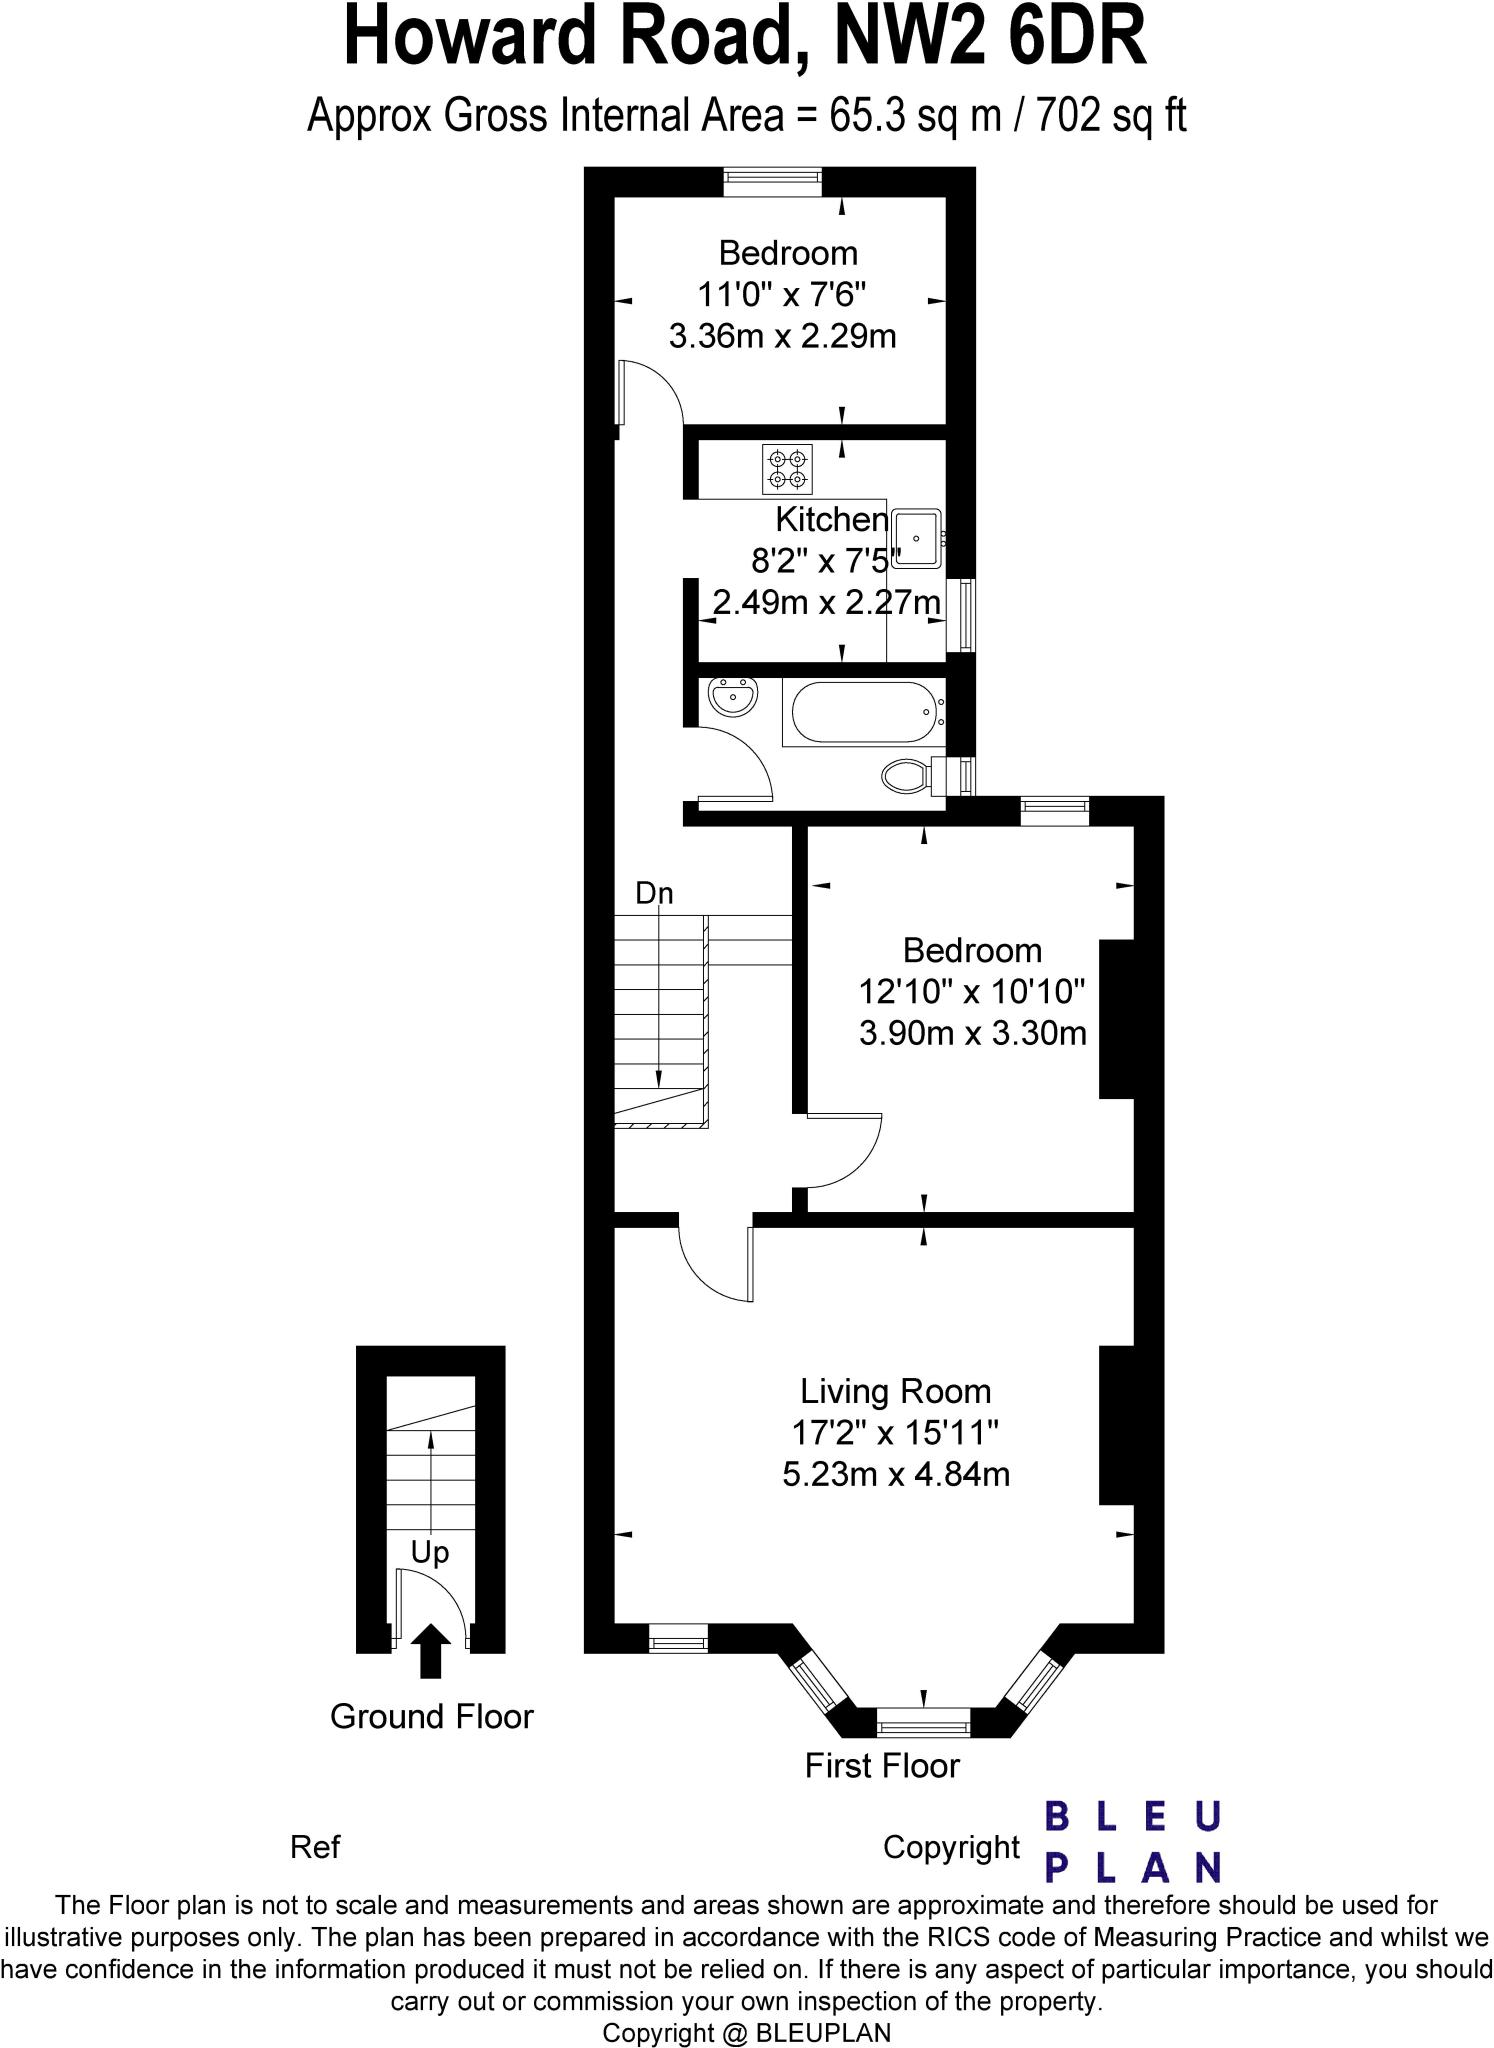 Howard Road, NW2 6DR
Approx Gross Internal Area = 65.3 sq m / 702 sq ft
Bedroom
11'0" x 7'6"
3.36m x 2.29m
Kitchen
8'2" x 7'5"
2.49m x 2.27m
Dn
Bedroom
12'10" x 10'10"
3.90m x 3.30m
Living Room
17'2" x 15'11"
5.23m x 4.84m
Up
Ground Floor
First Floor
Ref
Copyright
BLEU
PLAN
The Floor plan is not to scale and measurements and areas shown are approximate and therefore should be used for
illustrative purposes only. The plan has been prepared in accordance with the RICS code of Measuring Practice and whilst we
have confidence in the information produced it must not be relied on. If there is any aspect of particular importance, you should
carry out or commission your own inspection of the property.
Copyright @ BLEUPLAN